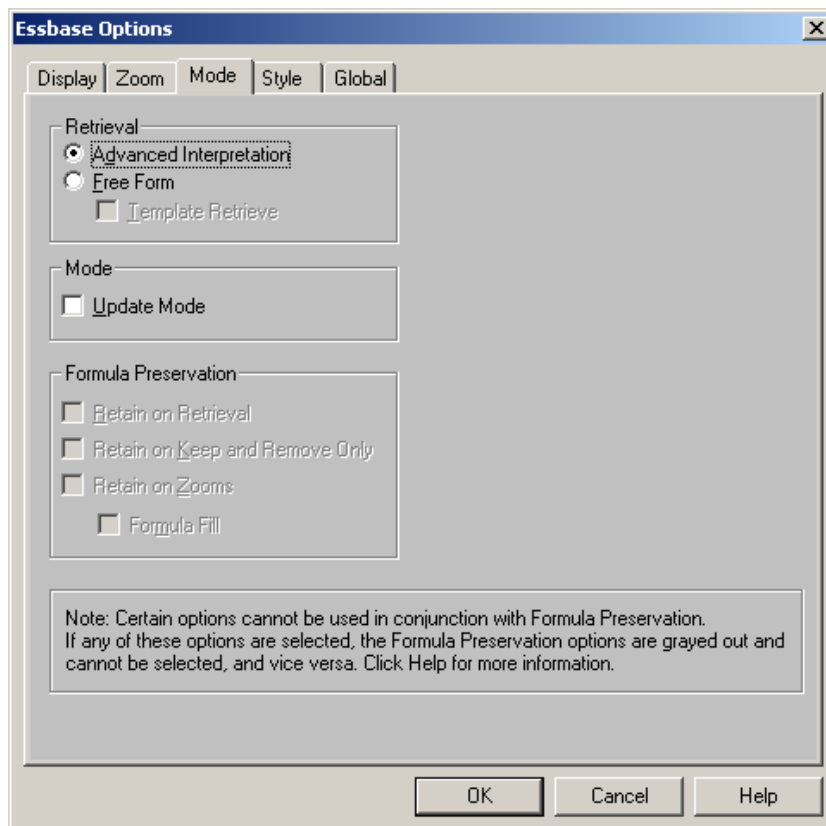 Essbase Options
Display Zoom Mode Style Global
Retrieval
Advanced Interpretation
Free Form
Template Retrieve
Mode
Update Mode
Formula Preservation
Retain on Retrieval
Retain on Keep and Remove Only
Retain on Zooms
Formula Fill
Note: Certain options cannot be used in conjunction with Formula Preservation.
If any of these options are selected, the Formula Preservation options are grayed out and
cannot be selected, and vice versa. Click Help for more information.
OK Cancel Help